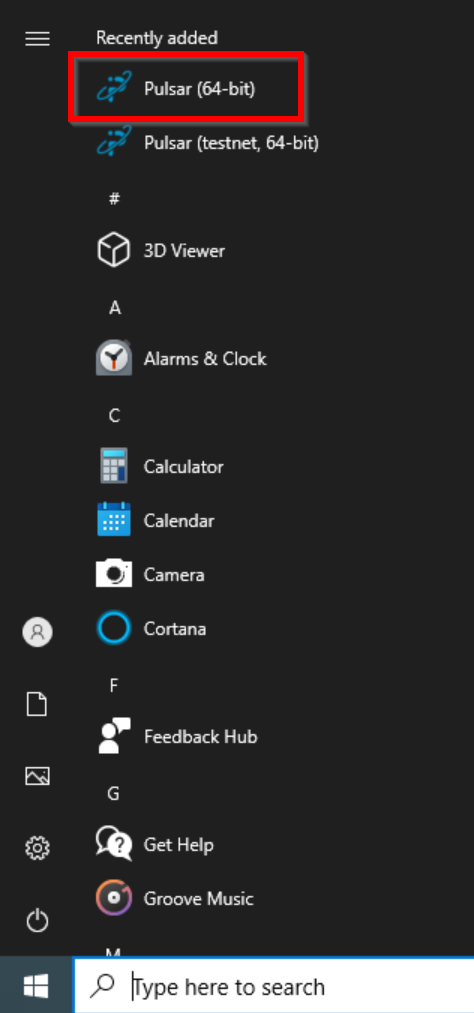 Recently added
Pulsar (64-bit)
Pulsar (testnet, 64-bit)
#
3D Viewer
A
Alarms & Clock
C
Calculator
Calendar
Camera
Cortana
F
Feedback Hub
G
Get Help
Groove Music
M
Type here to search